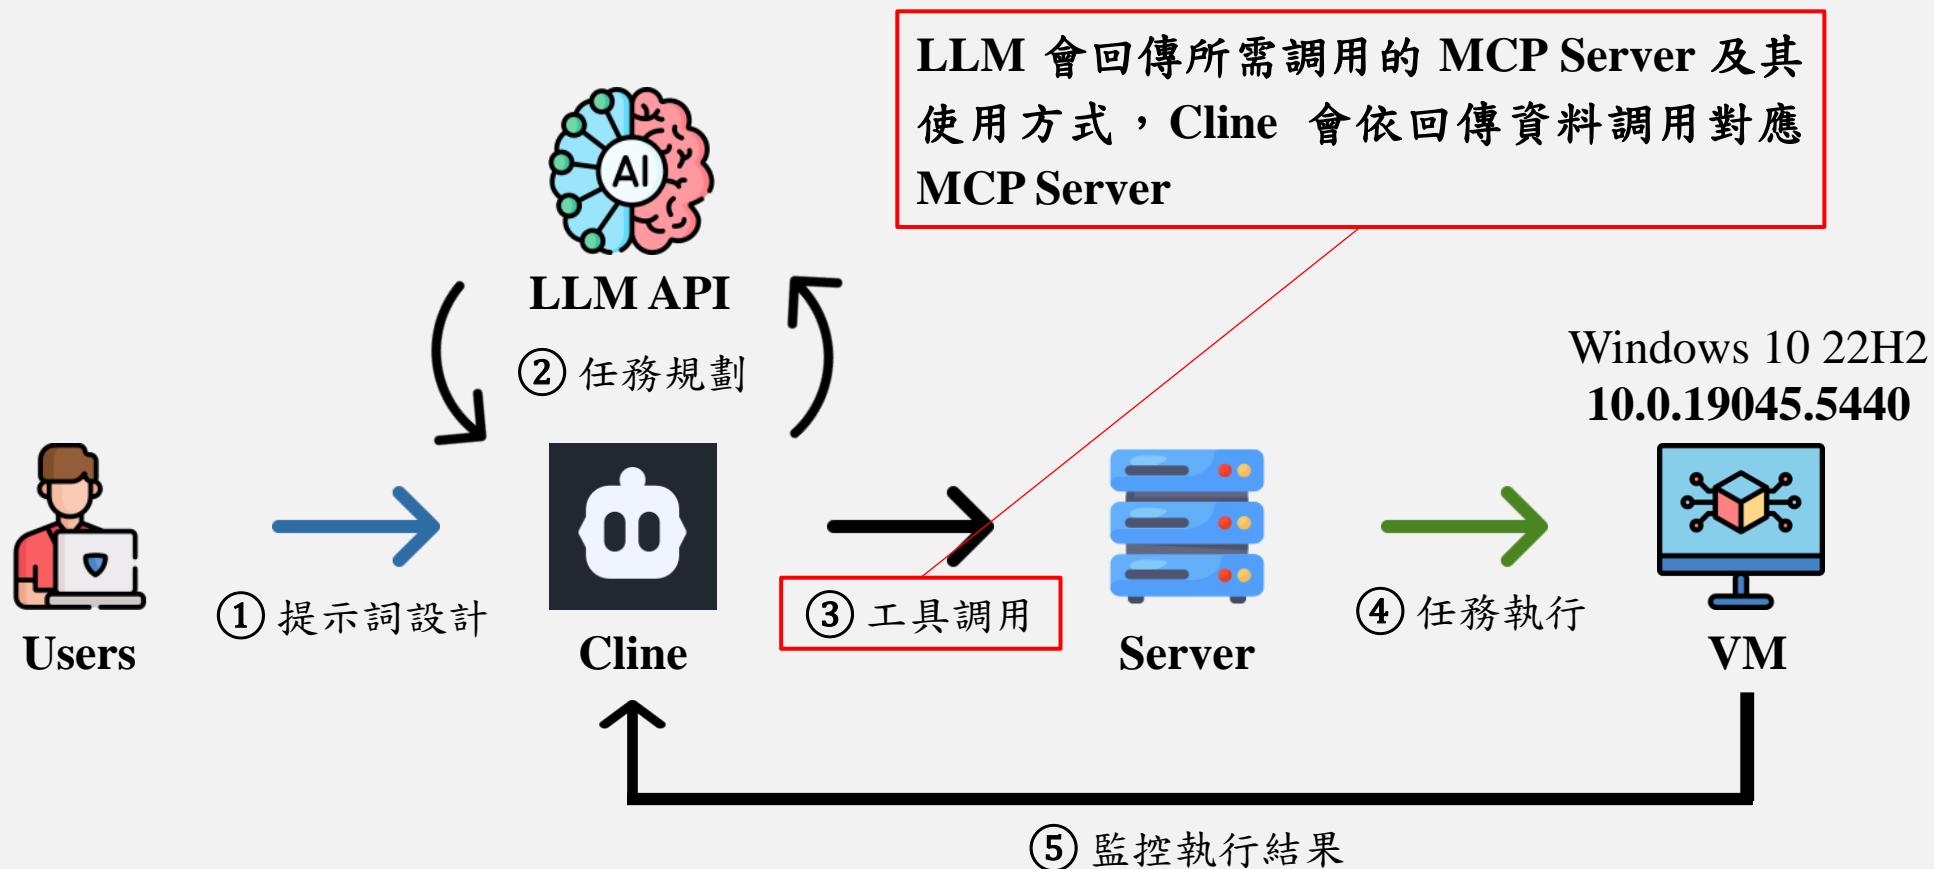 LLM 會回傳所需調用的 MCP Server 及其
使用方式，Cline 會依回傳資料調用對應
MCP Server
AI
LLM API
② 任務規劃
Windows 10 22H2
10.0.19045.5440
① 提示詞設計
③ 工具調用
④ 任務執行
Users
Cline
Server
VM
⑤ 監控執行結果